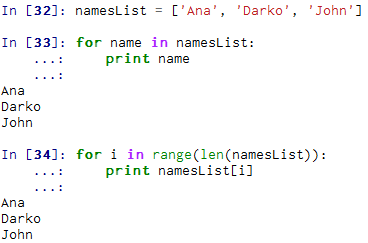 In [32]: namesList = ['Ana', 'Darko', 'John']
In [33]: for name in namesList:
   ...:     print name
   ...:
Ana
Darko
John
In [34]: for i in range(len(namesList)):
   ...:     print namesList[i]
   ...:
Ana
Darko
John